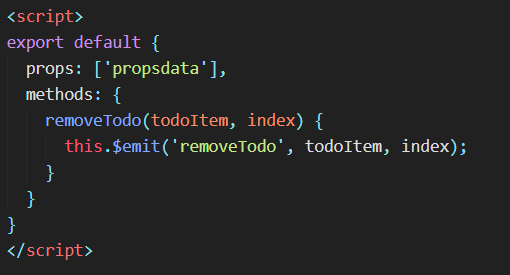 <script>
export default {
  props: ['propsdata'],
  methods: {
    removeTodo(todoItem, index) {
      this.$emit('removeTodo', todoItem, index);
    }
  }
}
</script>